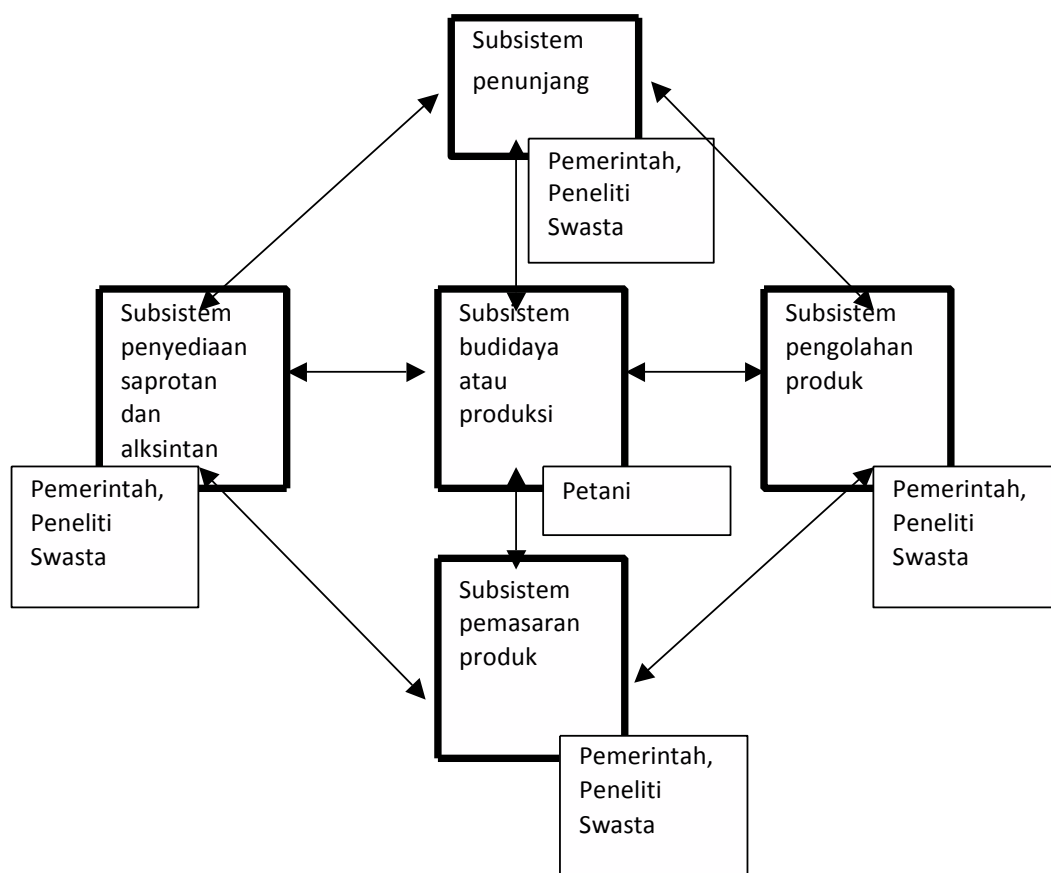 Subsistem
penunjang
Pemerintah,
Peneliti
Swasta
Subsistem
penyediaan
saprotan
dan
alksintan
Pemerintah,
Peneliti
Swasta
Subsistem
budidaya
atau
produksi
Petani
Subsistem
pengolahan
produk
Pemerintah,
Peneliti
Swasta
Subsistem
pemasaran
produk
Pemerintah,
Peneliti
Swasta